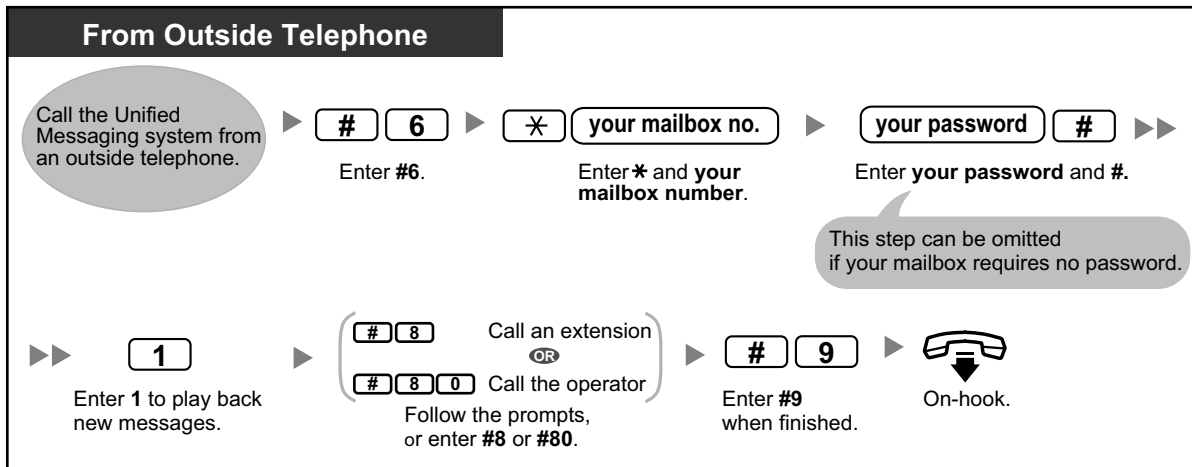 From Outside Telephone
Call the Unified
Messaging system from
an outside telephone.
# 6
Enter #6.
* your mailbox no.
Enter * and your
mailbox number.
your password #
Enter your password and #.
This step can be omitted
if your mailbox requires no password.
1
Enter 1 to play back
new messages.
# 8 Call an extension
OR
# 8 0 Call the operator
Follow the prompts,
or enter #8 or #80.
# 9
Enter #9
when finished.
On-hook.